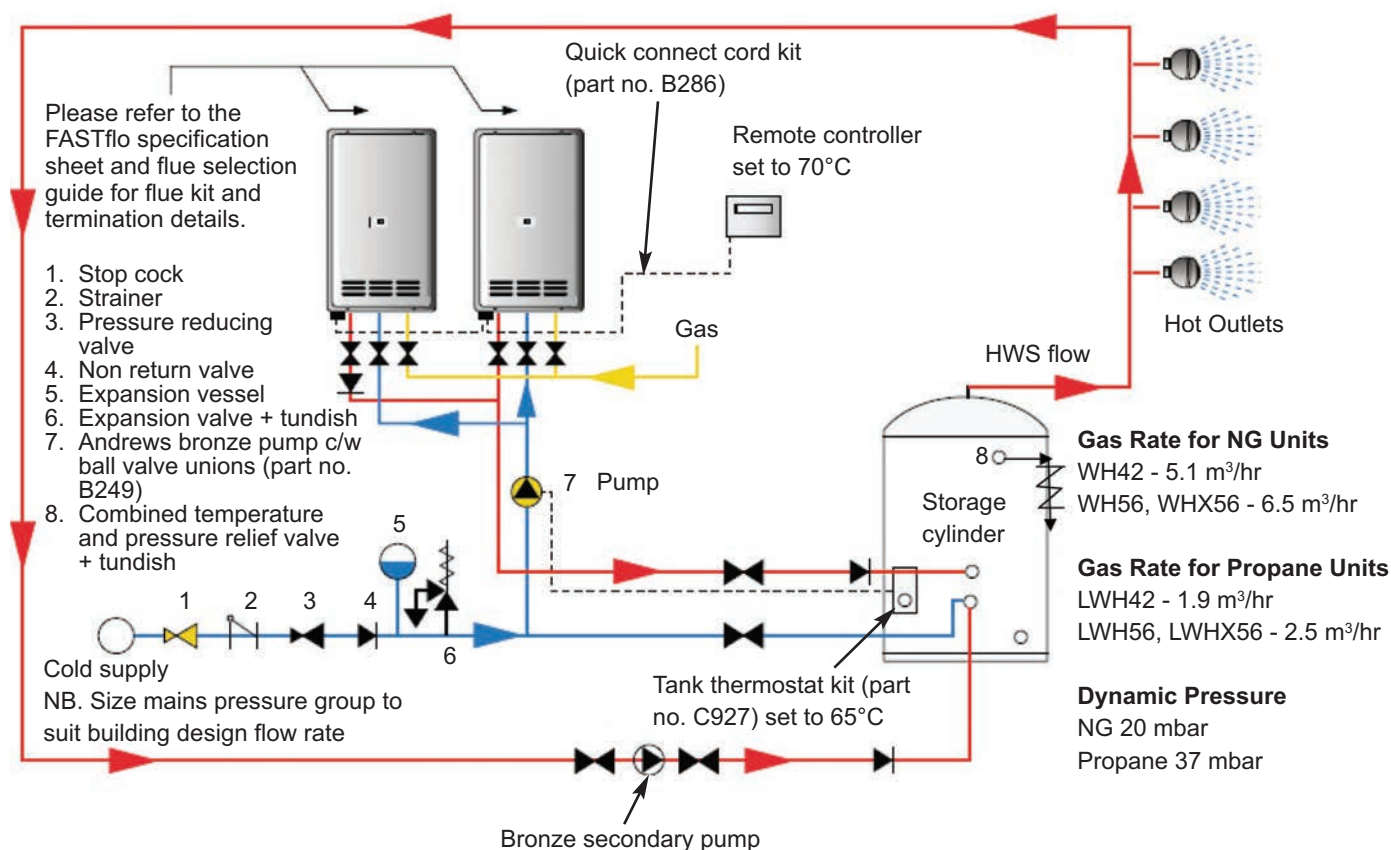 Quick connect cord kit
(part no. B286)
Please refer to the
FASTflo specification
sheet and flue selection
guide for flue kit and
termination details.
Remote controller
set to 70°C
1. Stop cock
2. Strainer
3. Pressure reducing
valve
4. Non return valve
5. Expansion vessel
6. Expansion valve + tundish
7. Andrews bronze pump c/w
ball valve unions (part no.
B249)
8. Combined temperature
and pressure relief valve
+ tundish
Gas
Hot Outlets
HWS flow
7 Pump
8
Storage
cylinder
Gas Rate for NG Units
WH42 - 5.1 m³/hr
WH56, WHX56 - 6.5 m³/hr
Gas Rate for Propane Units
LWH42 - 1.9 m³/hr
LWH56, LWHX56 - 2.5 m³/hr
Dynamic Pressure
NG 20 mbar
Propane 37 mbar
5
1
2
3
4
6
Cold supply
NB. Size mains pressure group to
suit building design flow rate
Tank thermostat kit (part
no. C927) set to 65°C
Bronze secondary pump